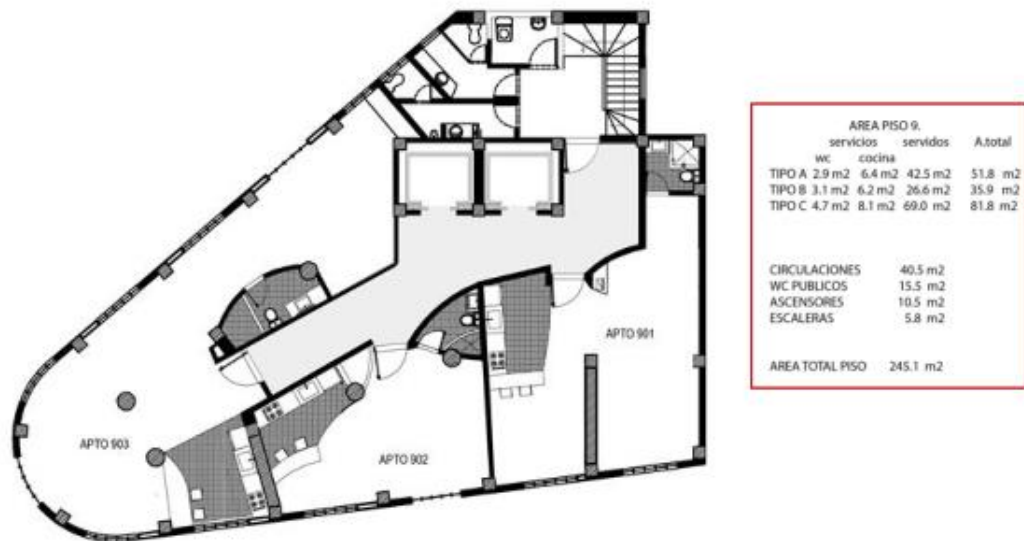 APTO 901
APTO 902
APTO 903
AREA PISO 9.
servicios servidos A.total
wc cocina
TIPO A 2.9 m2 6.4 m2 42.5 m2 51.8 m2
TIPO B 3.1 m2 6.2 m2 26.6 m2 35.9 m2
TIPO C 4.7 m2 8.1 m2 69.0 m2 81.8 m2
CIRCULACIONES 40.5 m2
WC PUBLICOS 15.5 m2
ASCENSORES 10.5 m2
ESCALERAS 5.8 m2
AREA TOTAL PISO 245.1 m2